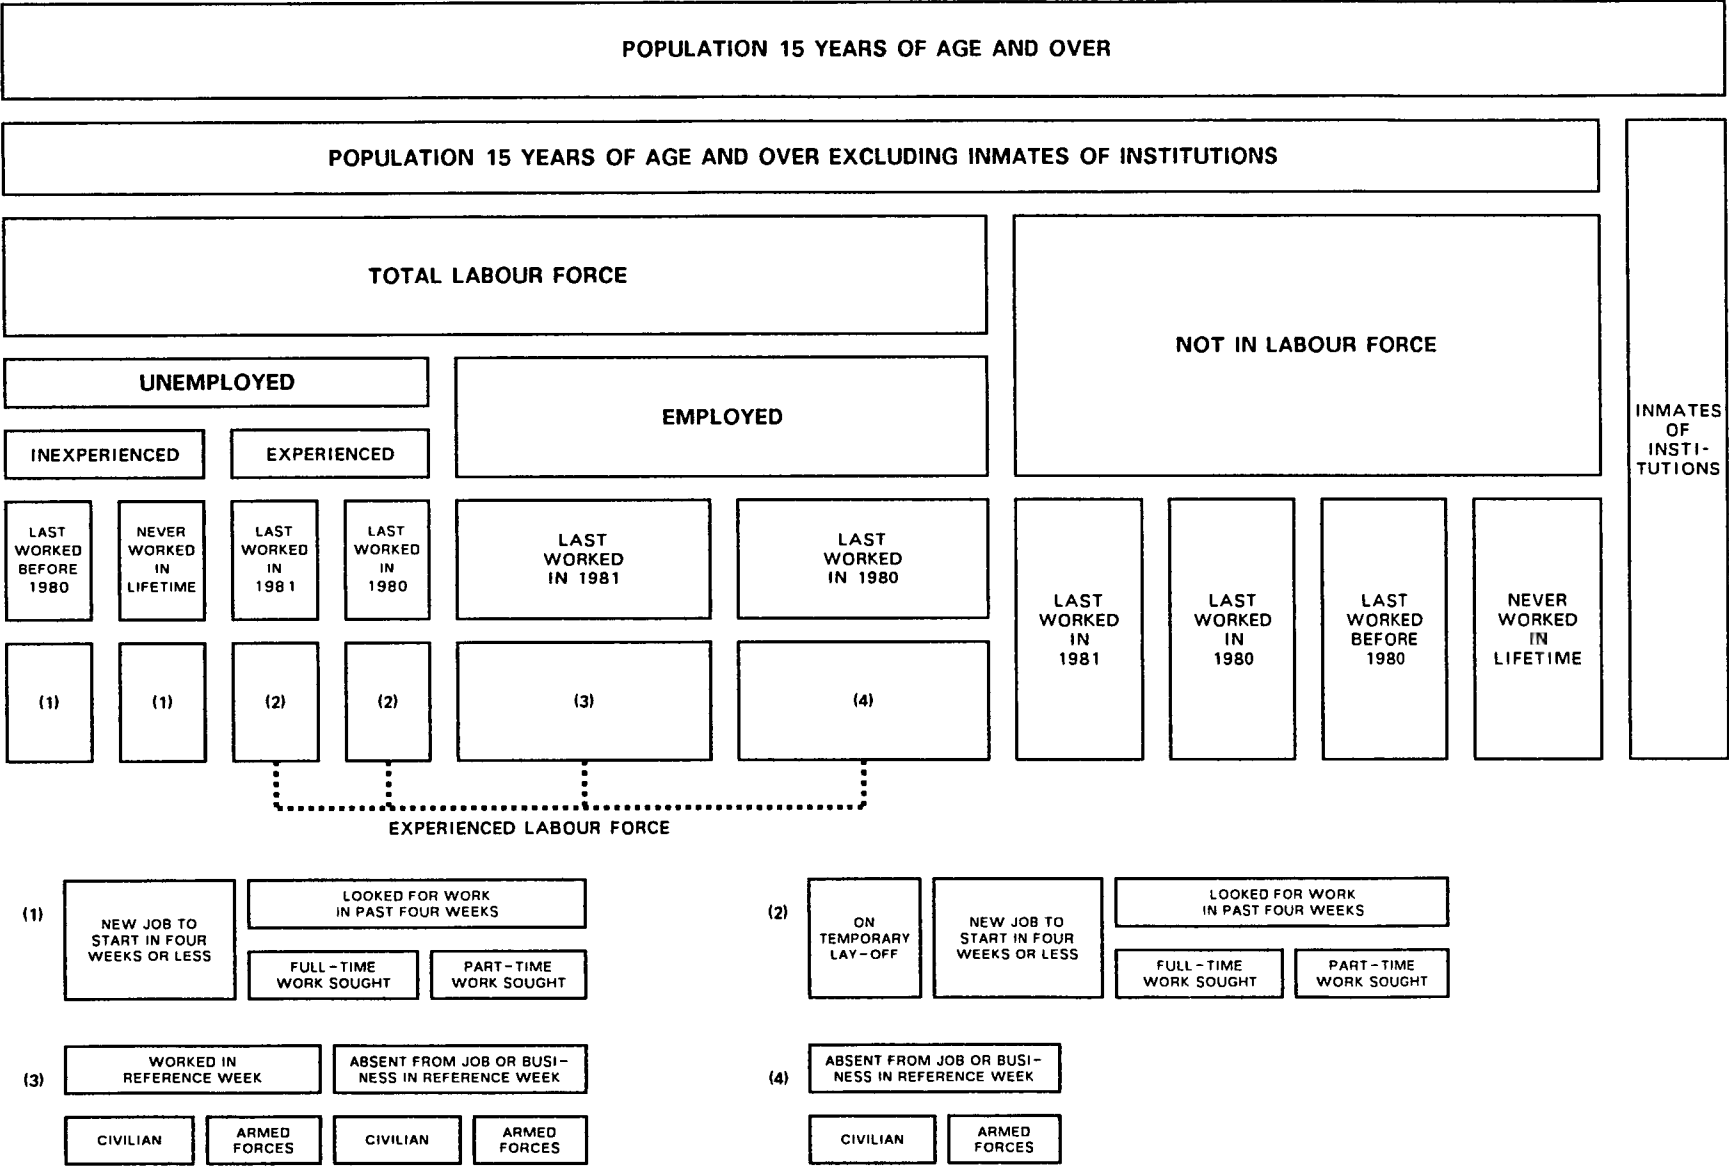 POPULATION 15 YEARS OF AGE AND OVER
POPULATION 15 YEARS OF AGE AND OVER EXCLUDING INMATES OF INSTITUTIONS
TOTAL LABOUR FORCE
NOT IN LABOUR FORCE
INMATES
OF
INSTI-
TUTIONS
UNEMPLOYED
EMPLOYED
INEXPERIENCED
EXPERIENCED
LAST
WORKED
BEFORE
1980
NEVER
WORKED
IN
LIFETIME
LAST
WORKED
IN
1981
LAST
WORKED
IN
1980
LAST
WORKED
IN 1981
LAST
WORKED
IN 1980
LAST
WORKED
IN
1981
LAST
WORKED
IN
1980
LAST
WORKED
BEFORE
1980
NEVER
WORKED
IN
LIFETIME
(1)
(1)
(2)
(2)
(3)
(4)
EXPERIENCED LABOUR FORCE
(1)
NEW JOB TO
START IN FOUR
WEEKS OR LESS
LOOKED FOR WORK
IN PAST FOUR WEEKS
FULL-TIME
WORK SOUGHT
PART-TIME
WORK SOUGHT
(2)
ON
TEMPORARY
LAY-OFF
NEW JOB TO
START IN FOUR
WEEKS OR LESS
LOOKED FOR WORK
IN PAST FOUR WEEKS
FULL-TIME
WORK SOUGHT
PART-TIME
WORK SOUGHT
(3)
WORKED IN
REFERENCE WEEK
ABSENT FROM JOB OR BUSI-
NESS IN REFERENCE WEEK
CIVILIAN
ARMED
FORCES
CIVILIAN
ARMED
FORCES
(4)
ABSENT FROM JOB OR BUSI-
NESS IN REFERENCE WEEK
CIVILIAN
ARMED
FORCES